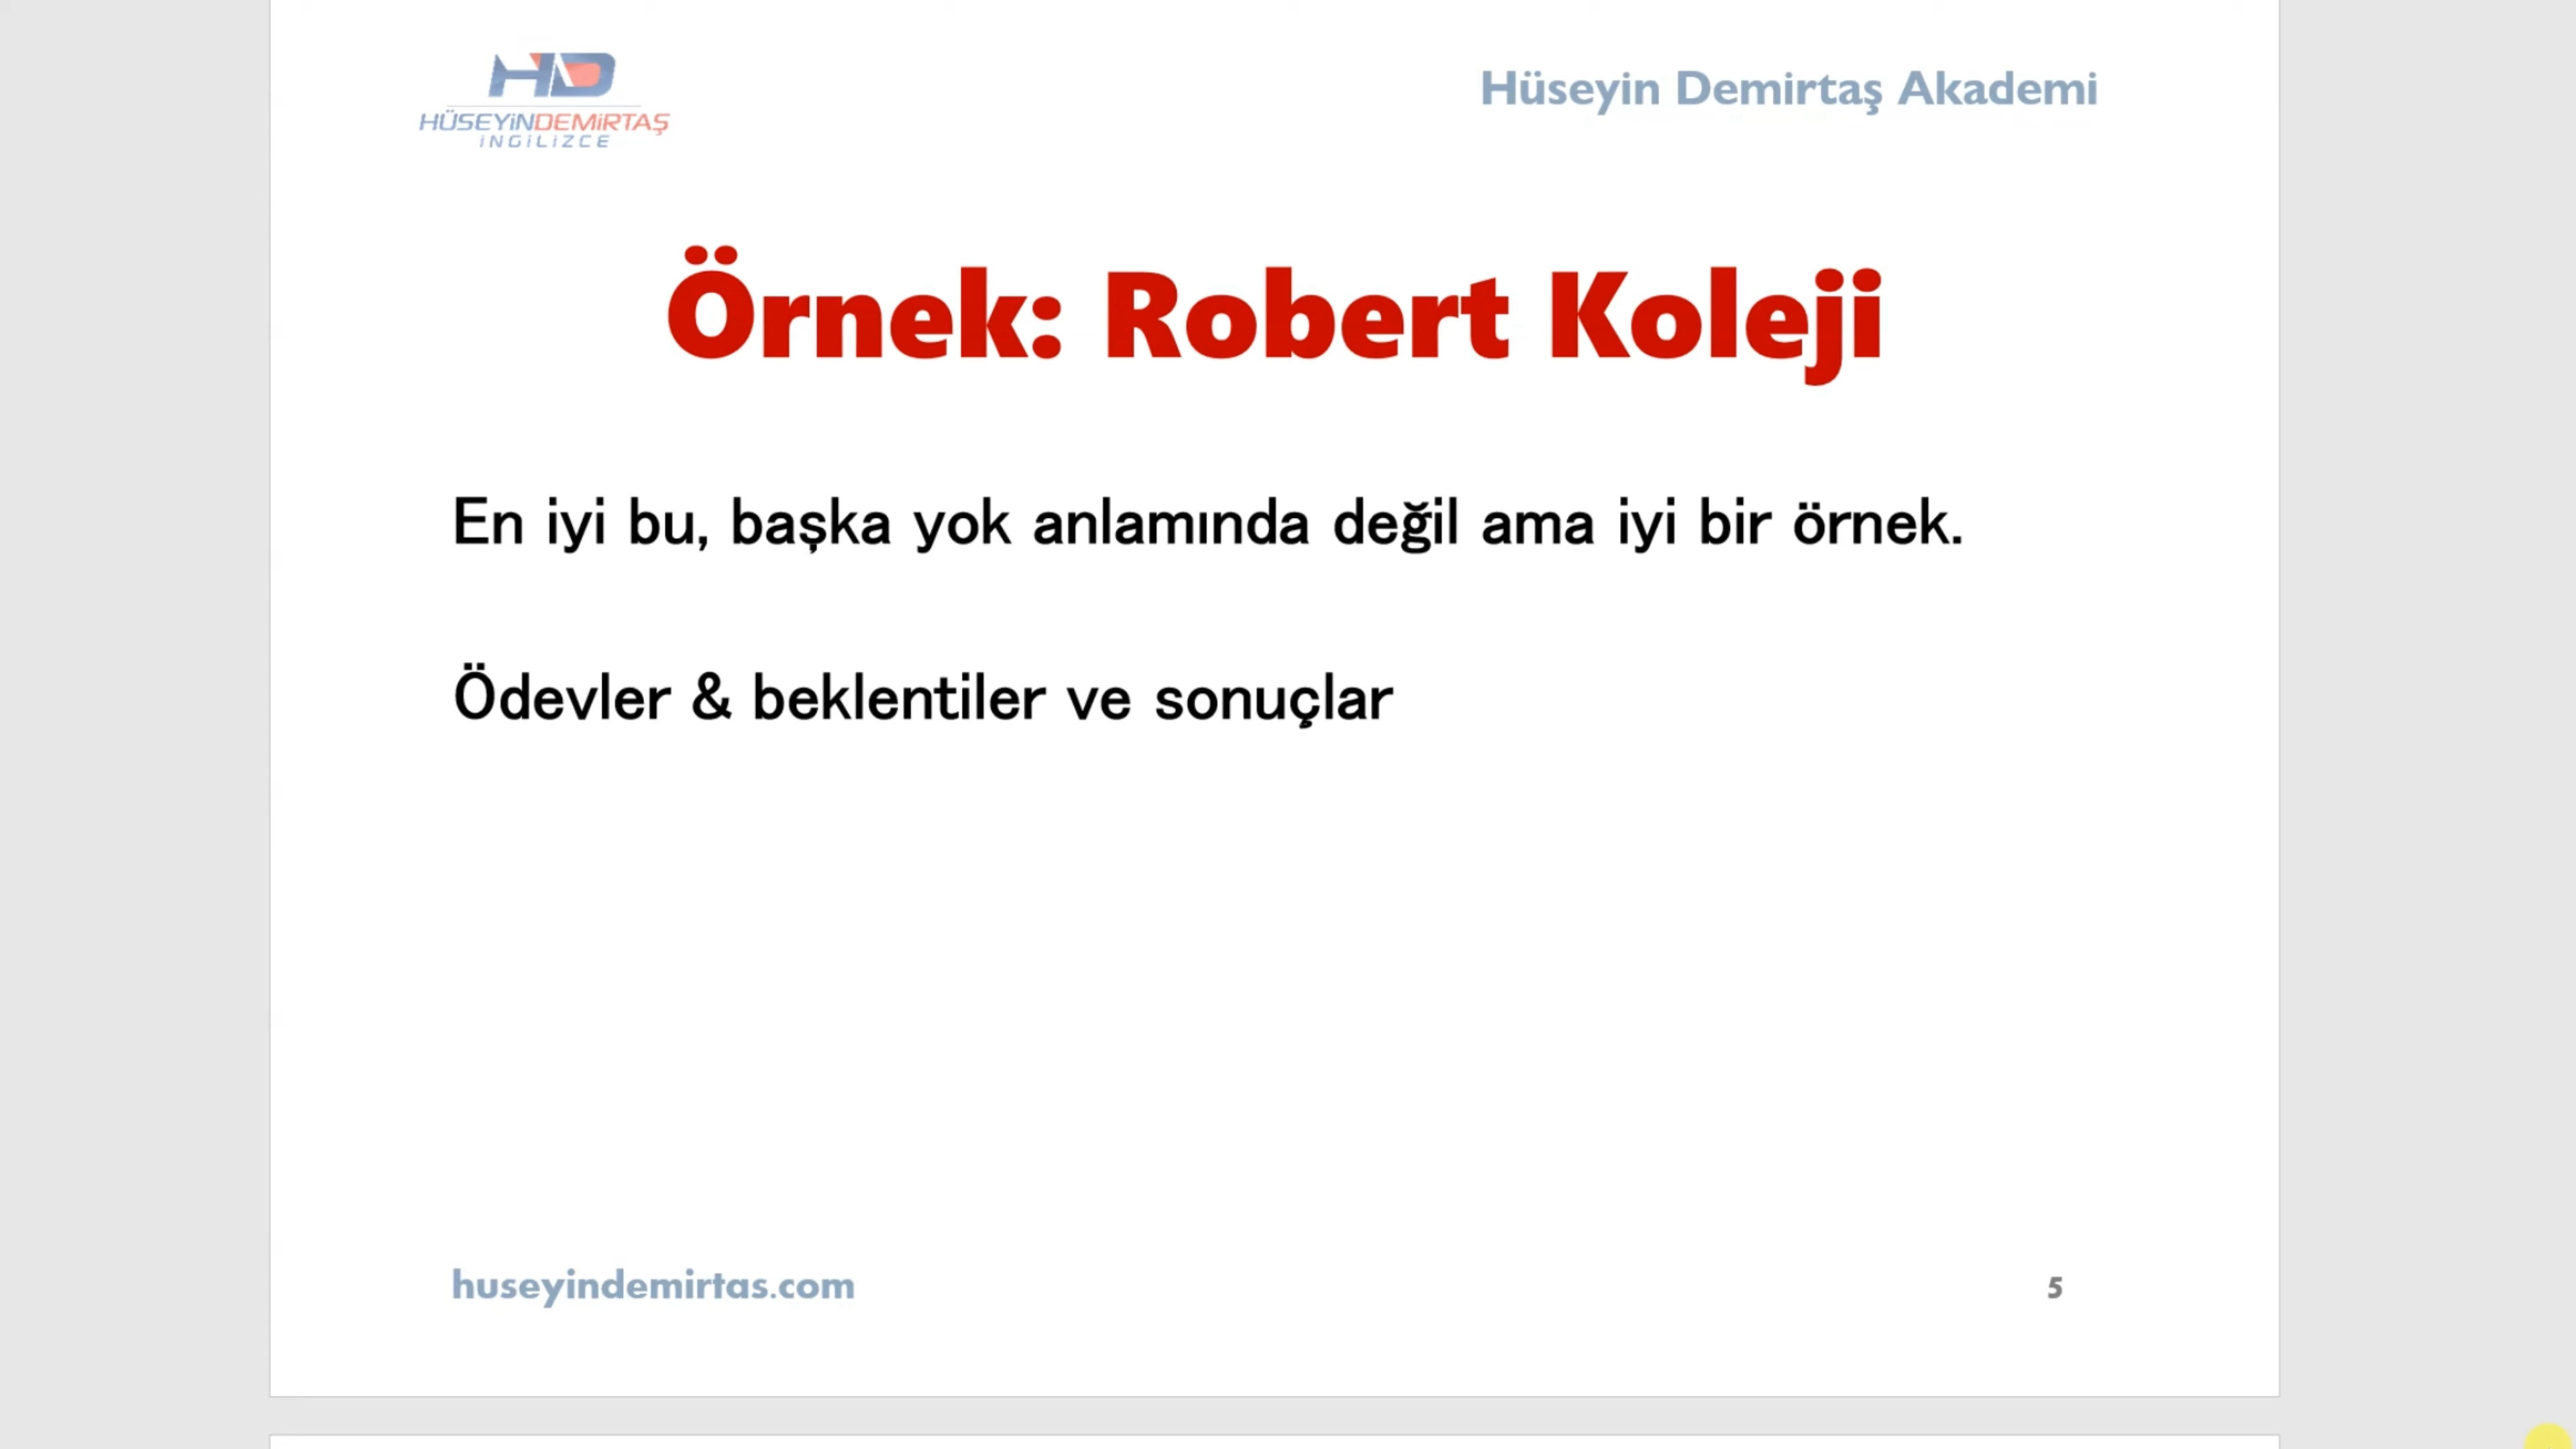 HD
HÜSEYİNDEMİRTAŞ
İNGİLİZCE
Hüseyin Demirtaş Akademi
Örnek: Robert Koleji
En iyi bu, başka yok anlamında değil ama iyi bir örnek.
Ödevler & beklentiler ve sonuçlar
huseyindemirtas.com
5